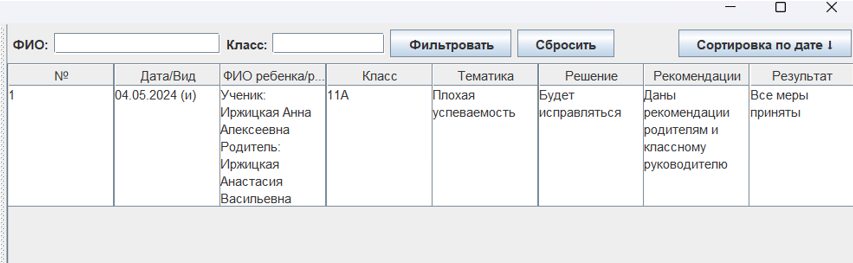 ФИО: Класс: Фильтровать Сбросить Сортировка по дате ⭣
№ Дата/Вид ФИО ребенка/р... Класс Тематика Решение Рекомендации Результат
1 04.05.2024 (и) Ученик: 11А Плохая Будет Даны Все меры
Иржицкая Анна успеваемость исправляться рекомендации приняты
Алексеевна родителям и
Родитель: классному
Иржицкая руководителю
Анастасия
Васильевна